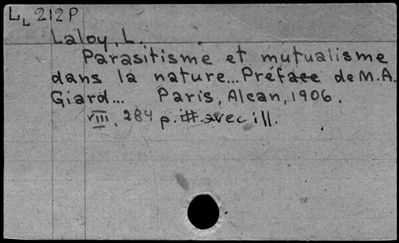 LL 212P
Laloy, L.
Parasitisme et mutualisme
dans la nature... Préface de M.A.
Giard... Paris, Alcan, 1906.
VIII, 284 p. avec ill.